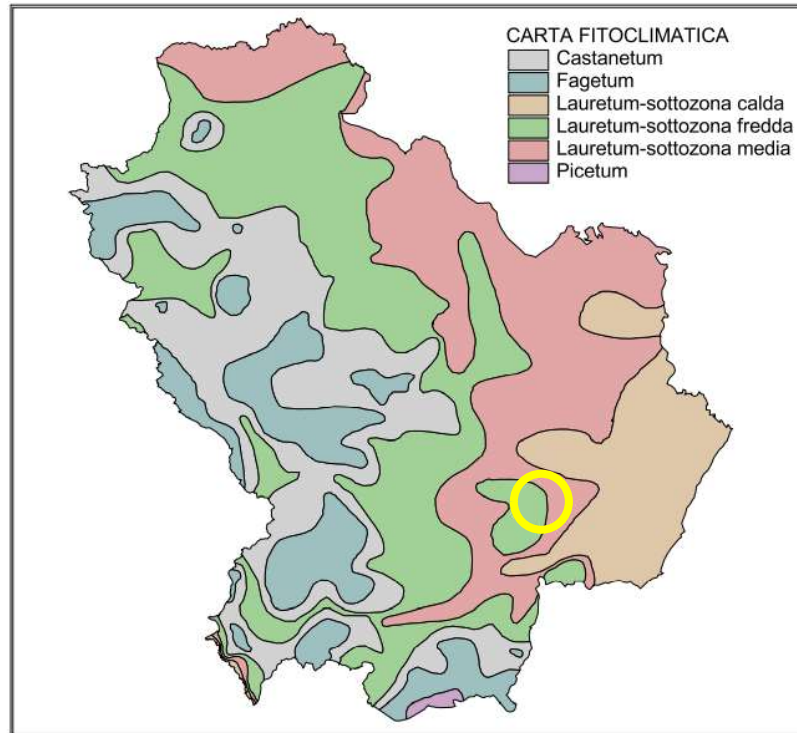 CARTA FITOCLIMATICA
Castanetum
Fagetum
Lauretum-sottozona calda
Lauretum-sottozona fredda
Lauretum-sottozona media
Picetum